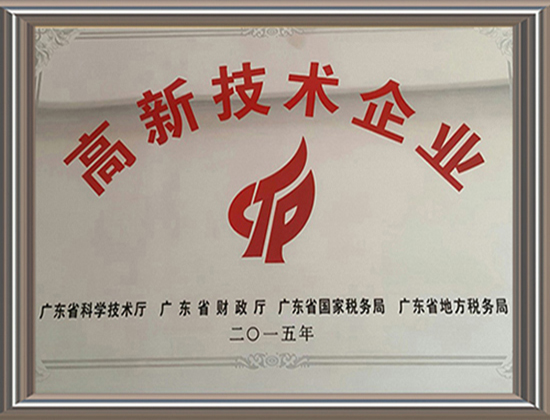 高新技术企业
广东省科学技术厅 广东省财政厅 广东省国家税务局 广东省地方税务局
二〇一五年